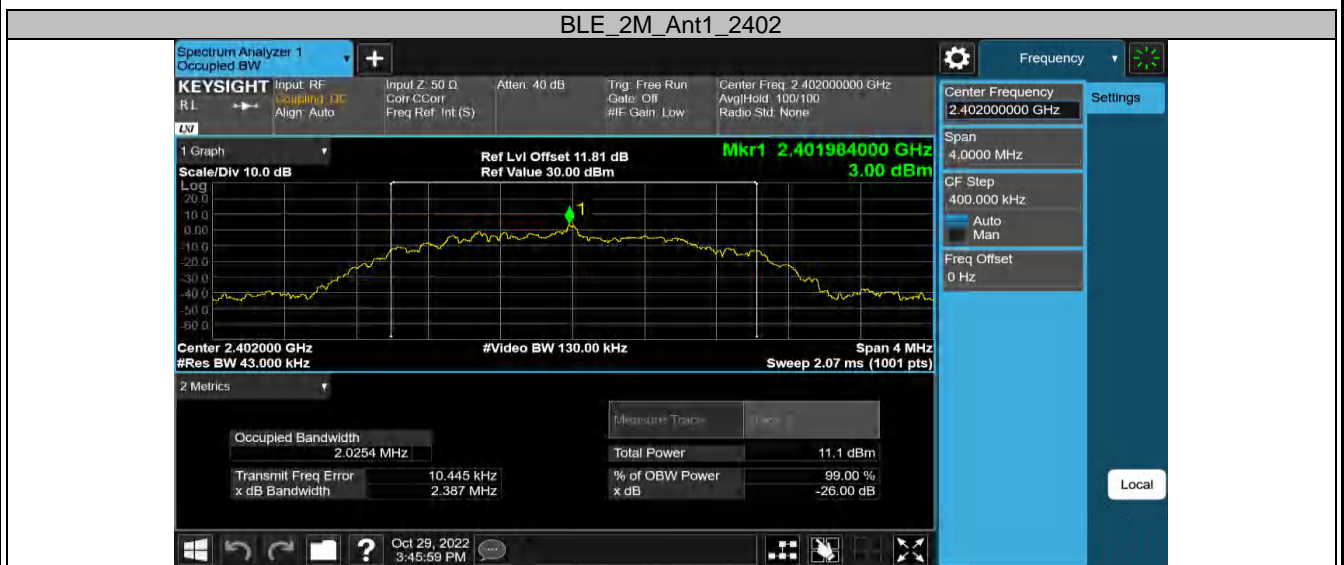 BLE_2M_Ant1_2402
Spectrum Analyzer 1
Occupied BW
+
Frequency
KEYSIGHT
RL
LXI
Input: RF
Coupling: DC
Align: Auto
Input Z: 50 Ω
Corr CCorr
Freq Ref: Int (S)
Atten: 40 dB
Trig: Free Run
Gate: Off
#IF Gain: Low
Center Freq: 2.402000000 GHz
Avg|Hold: 100/100
Radio Std: None
Center Frequency
2.402000000 GHz
Settings
Span
4.0000 MHz
CF Step
400.000 kHz
Auto
Man
Freq Offset
0 Hz
Local
1 Graph
Scale/Div 10.0 dB
Ref Lvl Offset 11.81 dB
Ref Value 30.00 dBm
Mkr1 2.401984000 GHz
3.00 dBm
Log
20.0
10.0
0.00
-10.0
-20.0
-30.0
-40.0
-50.0
-60.0
1
Center 2.402000 GHz
#Video BW 130.00 kHz
Span 4 MHz
#Res BW 43.000 kHz
Sweep 2.07 ms (1001 pts)
2 Metrics
Measure Trace
Trace 1
Occupied Bandwidth
2.0254 MHz
Total Power 11.1 dBm
Transmit Freq Error 10.445 kHz
% of OBW Power 99.00 %
x dB Bandwidth 2.387 MHz
x dB -26.00 dB
?
Oct 29, 2022
3:45:59 PM